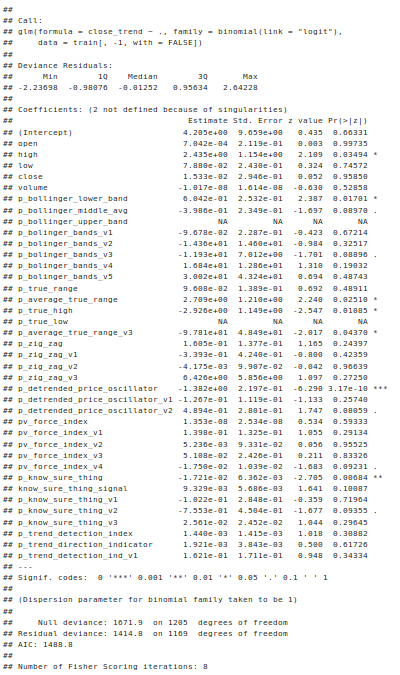 ##
## Call:
## glm(formula = close_trend ~ ., family = binomial(link = "logit"),
##     data = train[, -1, with = FALSE])
##
## Deviance Residuals:
##      Min        1Q    Median        3Q       Max
## -2.23698  -0.98076  -0.01252   0.95634   2.64228
##
## Coefficients: (2 not defined because of singularities)
##                                Estimate Std. Error z value Pr(>|z|)
## (Intercept)                   4.205e+00  9.659e+00   0.435  0.66331
## open                          7.042e-04  2.119e-01   0.003  0.99735
## high                          2.435e+00  1.154e+00   2.109  0.03494 *
## low                           7.880e-02  2.430e-01   0.324  0.74572
## close                         1.533e-02  2.946e-01   0.052  0.95850
## volume                       -1.017e-08  1.614e-08  -0.630  0.52858
## p_bollinger_lower_band        6.042e-01  2.532e-01   2.387  0.01701 *
## p_bollinger_middle_avg       -3.986e-01  2.349e-01  -1.697  0.08970 .
## p_bollinger_upper_band               NA         NA      NA       NA
## p_bolinger_bands_v1          -9.678e-02  2.287e-01  -0.423  0.67214
## p_bolinger_bands_v2          -1.436e+01  1.460e+01  -0.984  0.32517
## p_bolinger_bands_v3          -1.193e+01  7.012e+00  -1.701  0.08896 .
## p_bolinger_bands_v4           1.684e+01  1.286e+01   1.310  0.19032
## p_bolinger_bands_v5           3.002e+01  4.324e+01   0.694  0.48743
## p_true_range                  9.608e-02  1.389e-01   0.692  0.48911
## p_average_true_range          2.709e+00  1.210e+00   2.240  0.02510 *
## p_true_high                  -2.926e+00  1.149e+00  -2.547  0.01085 *
## p_true_low                           NA         NA      NA       NA
## p_average_true_range_v3      -9.781e+01  4.849e+01  -2.017  0.04370 *
## p_zig_zag                     1.605e-01  1.377e-01   1.165  0.24397
## p_zig_zag_v1                 -3.393e-01  4.240e-01  -0.800  0.42359
## p_zig_zag_v2                 -4.175e-03  9.907e-02  -0.042  0.96639
## p_zig_zag_v3                  6.426e+00  5.856e+00   1.097  0.27250
## p_detrended_price_oscillator    -1.382e+00  2.197e-01  -6.290 3.17e-10 ***
## p_detrended_price_oscillator_v1 -1.267e-01  1.119e-01  -1.133  0.25740
## p_detrended_price_oscillator_v2  4.894e-01  2.801e-01   1.747  0.08059 .
## pv_force_index                1.353e-08  2.534e-08   0.534  0.59333
## pv_force_index_v1             1.398e-01  1.325e-01   1.055  0.29134
## pv_force_index_v2             5.236e-03  9.331e-02   0.056  0.95525
## pv_force_index_v3             5.108e-02  2.426e-01   0.211  0.83326
## pv_force_index_v4            -1.750e-02  1.039e-02  -1.683  0.09231 .
## p_know_sure_thing            -1.721e-02  6.362e-03  -2.705  0.00684 **
## know_sure_thing_signal        9.329e-03  5.686e-03   1.641  0.10087
## p_know_sure_thing_v1         -1.022e-01  2.848e-01  -0.359  0.71964
## p_know_sure_thing_v2         -7.553e-01  4.504e-01  -1.677  0.09355 .
## p_know_sure_thing_v3          2.561e-02  2.452e-02   1.044  0.29645
## p_trend_detection_index       1.440e-03  1.415e-03   1.018  0.30882
## p_trend_direction_indicator   1.921e-03  3.843e-03   0.500  0.61726
## p_trend_detection_ind_v1      1.621e-01  1.711e-01   0.948  0.34334
## ---
## Signif. codes:  0 '***' 0.001 '**' 0.01 '*' 0.05 '.' 0.1 ' ' 1
##
## (Dispersion parameter for binomial family taken to be 1)
##
##     Null deviance: 1671.9  on 1205  degrees of freedom
## Residual deviance: 1414.8  on 1169  degrees of freedom
## AIC: 1488.8
##
## Number of Fisher Scoring iterations: 8